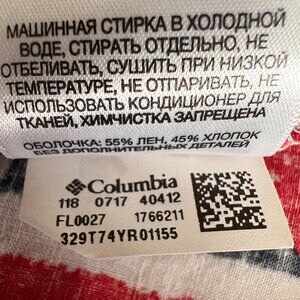 МАШИННАЯ СТИРКА В ХОЛОДНОЙ
ВОДЕ, СТИРАТЬ ОТДЕЛЬНО, НЕ
ОТБЕЛИВАТЬ, СУШИТЬ ПРИ НИЗКОЙ
ТЕМПЕРАТУРЕ, НЕ ОТПАРИВАТЬ, НЕ
ИСПОЛЬЗОВАТЬ КОНДИЦИОНЕР ДЛЯ
ТКАНЕЙ, ХИМЧИСТКА ЗАПРЕЩЕНА
ОБОЛОЧКА: 55% ЛЕН, 45% ХЛОПОК
БЕЗ ДОПОЛНИТЕЛЬНЫХ ДЕТАЛЕЙ
Columbia
118 0717 40412
FL0027 1766211
329T74YR01155